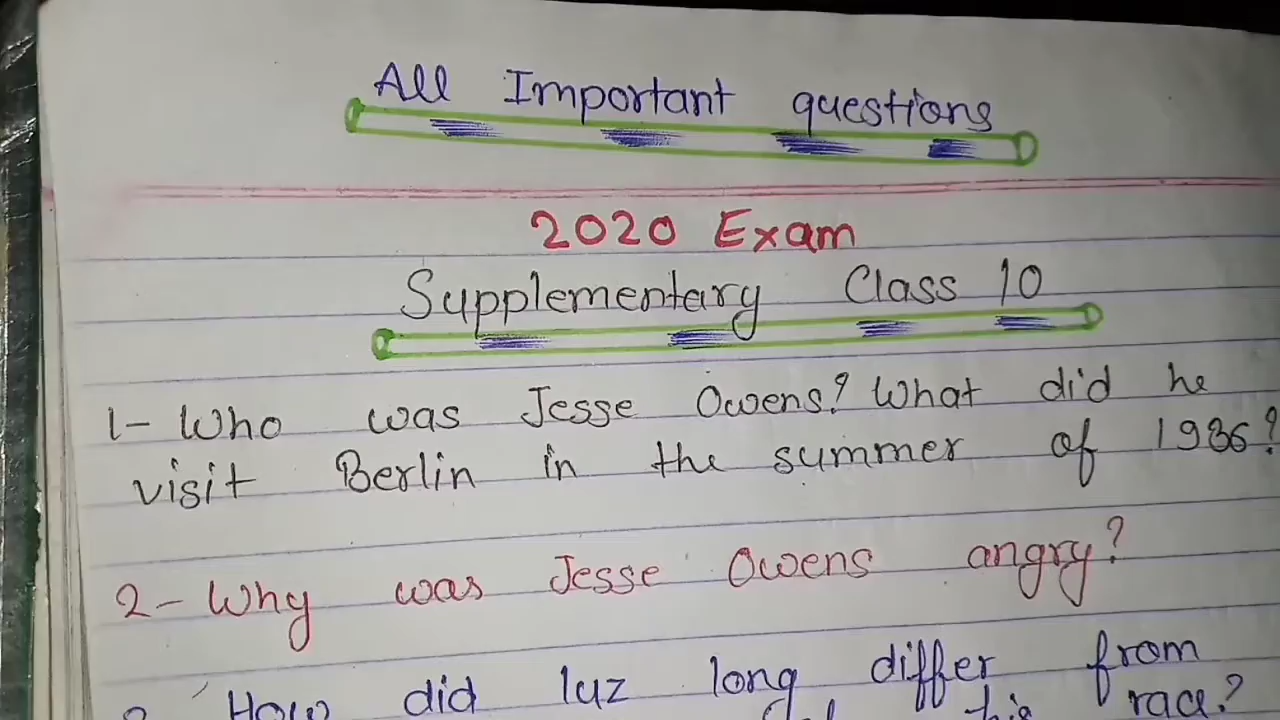 All Important questions
2020 Exam
Supplementary Class 10
1- Who was Jesse Owens? What did he
visit Berlin in the summer of 1936?
2- Why was Jesse Owens angry?
How did luz long differ from
his race?